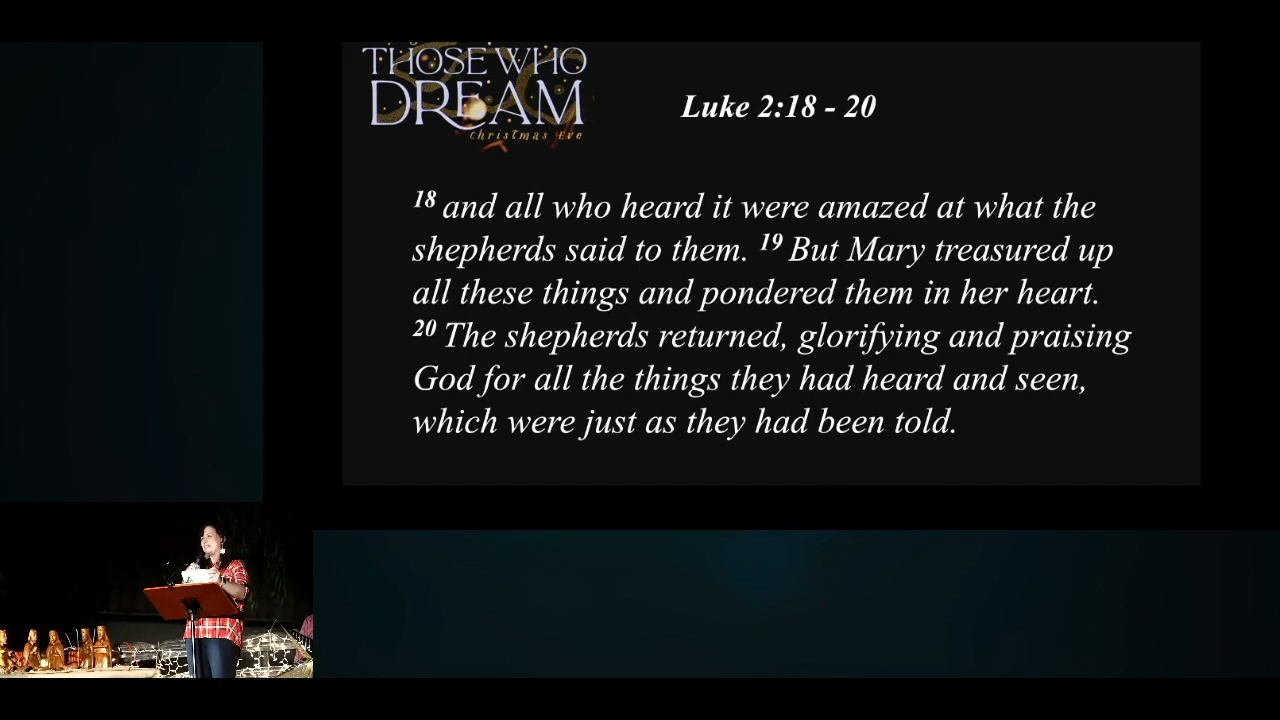 THOSE WHO
DREAM
christmas Eve
Luke 2:18 - 20
18 and all who heard it were amazed at what the
shepherds said to them. 19 But Mary treasured up
all these things and pondered them in her heart.
20 The shepherds returned, glorifying and praising
God for all the things they had heard and seen,
which were just as they had been told.